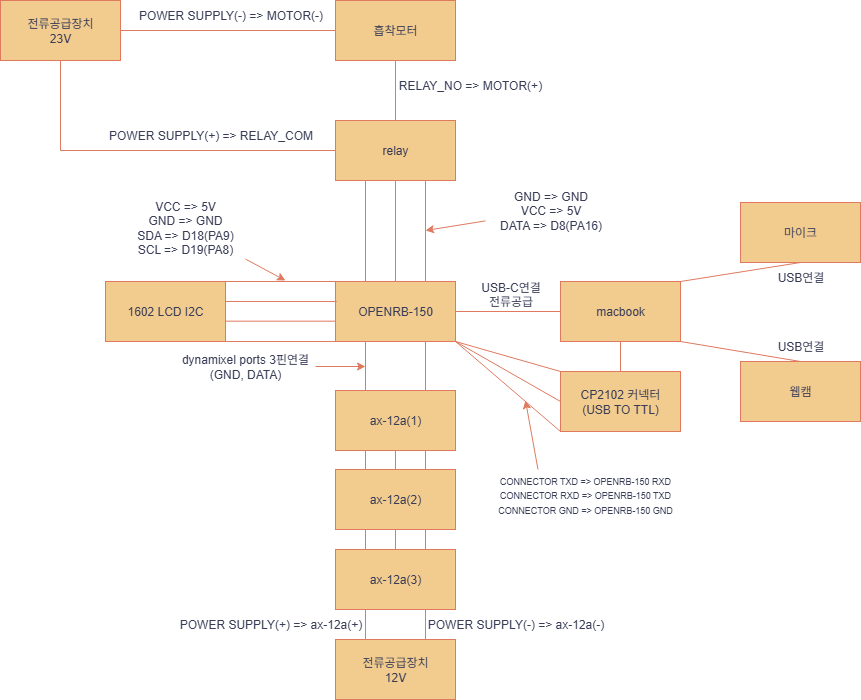 전류공급장치
23V
POWER SUPPLY(-) => MOTOR(-)
흡착모터
RELAY_NO => MOTOR(+)
POWER SUPPLY(+) => RELAY_COM
relay
VCC => 5V
GND => GND
SDA => D18(PA9)
SCL => D19(PA8)
GND => GND
VCC => 5V
DATA => D8(PA16)
마이크
USB연결
1602 LCD I2C
OPENRB-150
USB-C연결
전류공급
macbook
USB연결
dynamixel ports 3핀연결
(GND, DATA)
CP2102 커넥터
(USB TO TTL)
웹캠
ax-12a(1)
CONNECTOR TXD => OPENRB-150 RXD
CONNECTOR RXD => OPENRB-150 TXD
CONNECTOR GND => OPENRB-150 GND
ax-12a(2)
ax-12a(3)
POWER SUPPLY(+) => ax-12a(+)
POWER SUPPLY(-) => ax-12a(-)
전류공급장치
12V